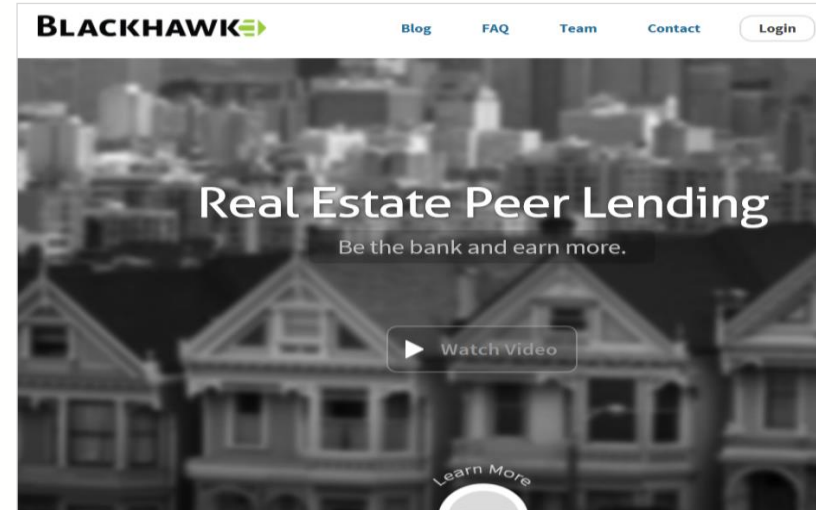 BLACKHAWK
Blog FAQ Team Contact Login
Real Estate Peer Lending
Be the bank and earn more.
Watch Video
Learn More